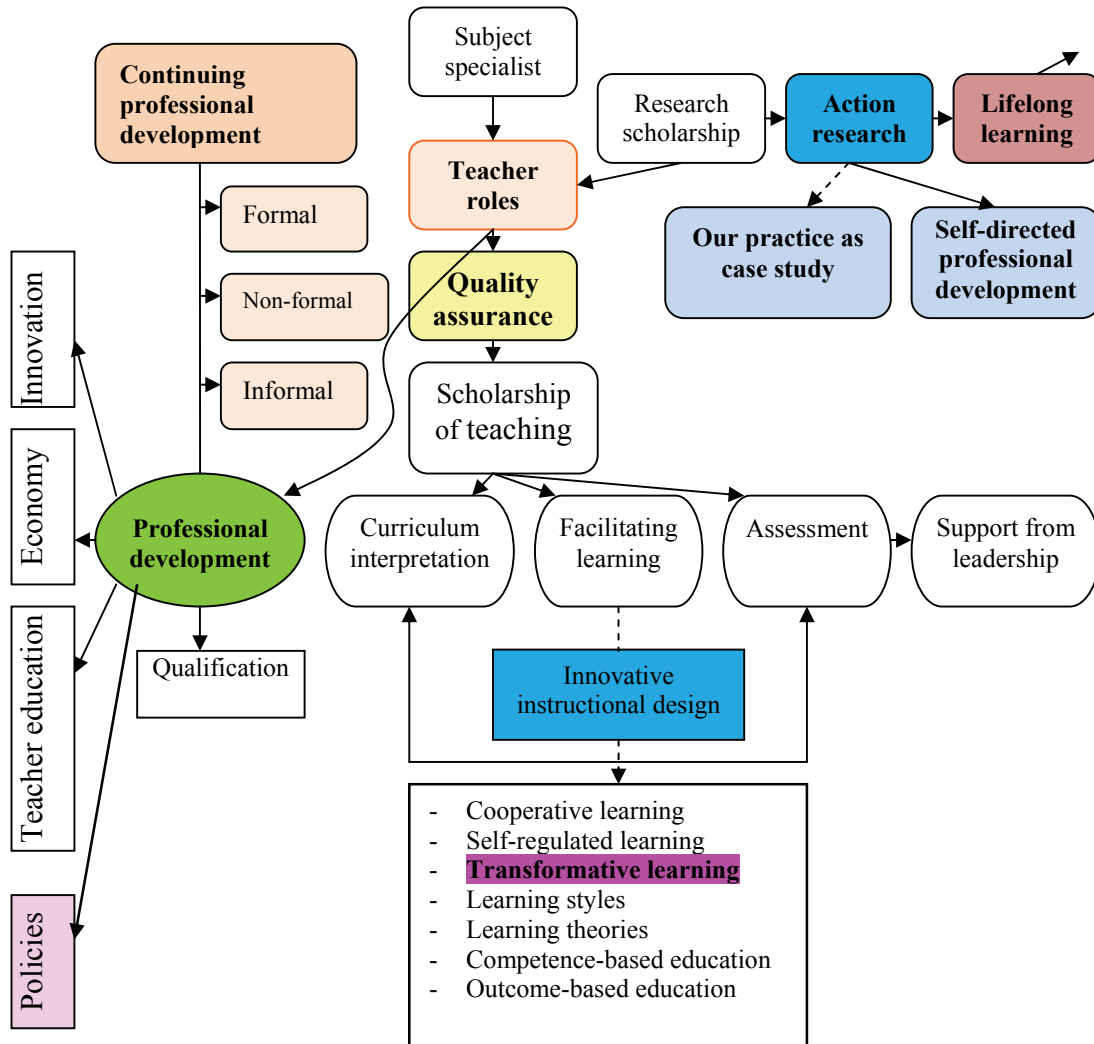 Continuing
professional
development
Subject
specialist
Research
scholarship
Action
research
Lifelong
learning
Formal
Teacher
roles
Our practice as
case study
Self-directed
professional
development
Non-formal
Quality
assurance
Innovation
Informal
Scholarship
of teaching
Economy
Professional
development
Curriculum
interpretation
Facilitating
learning
Assessment
Support from
leadership
Teacher education
Qualification
Innovative
instructional design
Policies
- Cooperative learning
- Self-regulated learning
- Transformative learning
- Learning styles
- Learning theories
- Competence-based education
- Outcome-based education